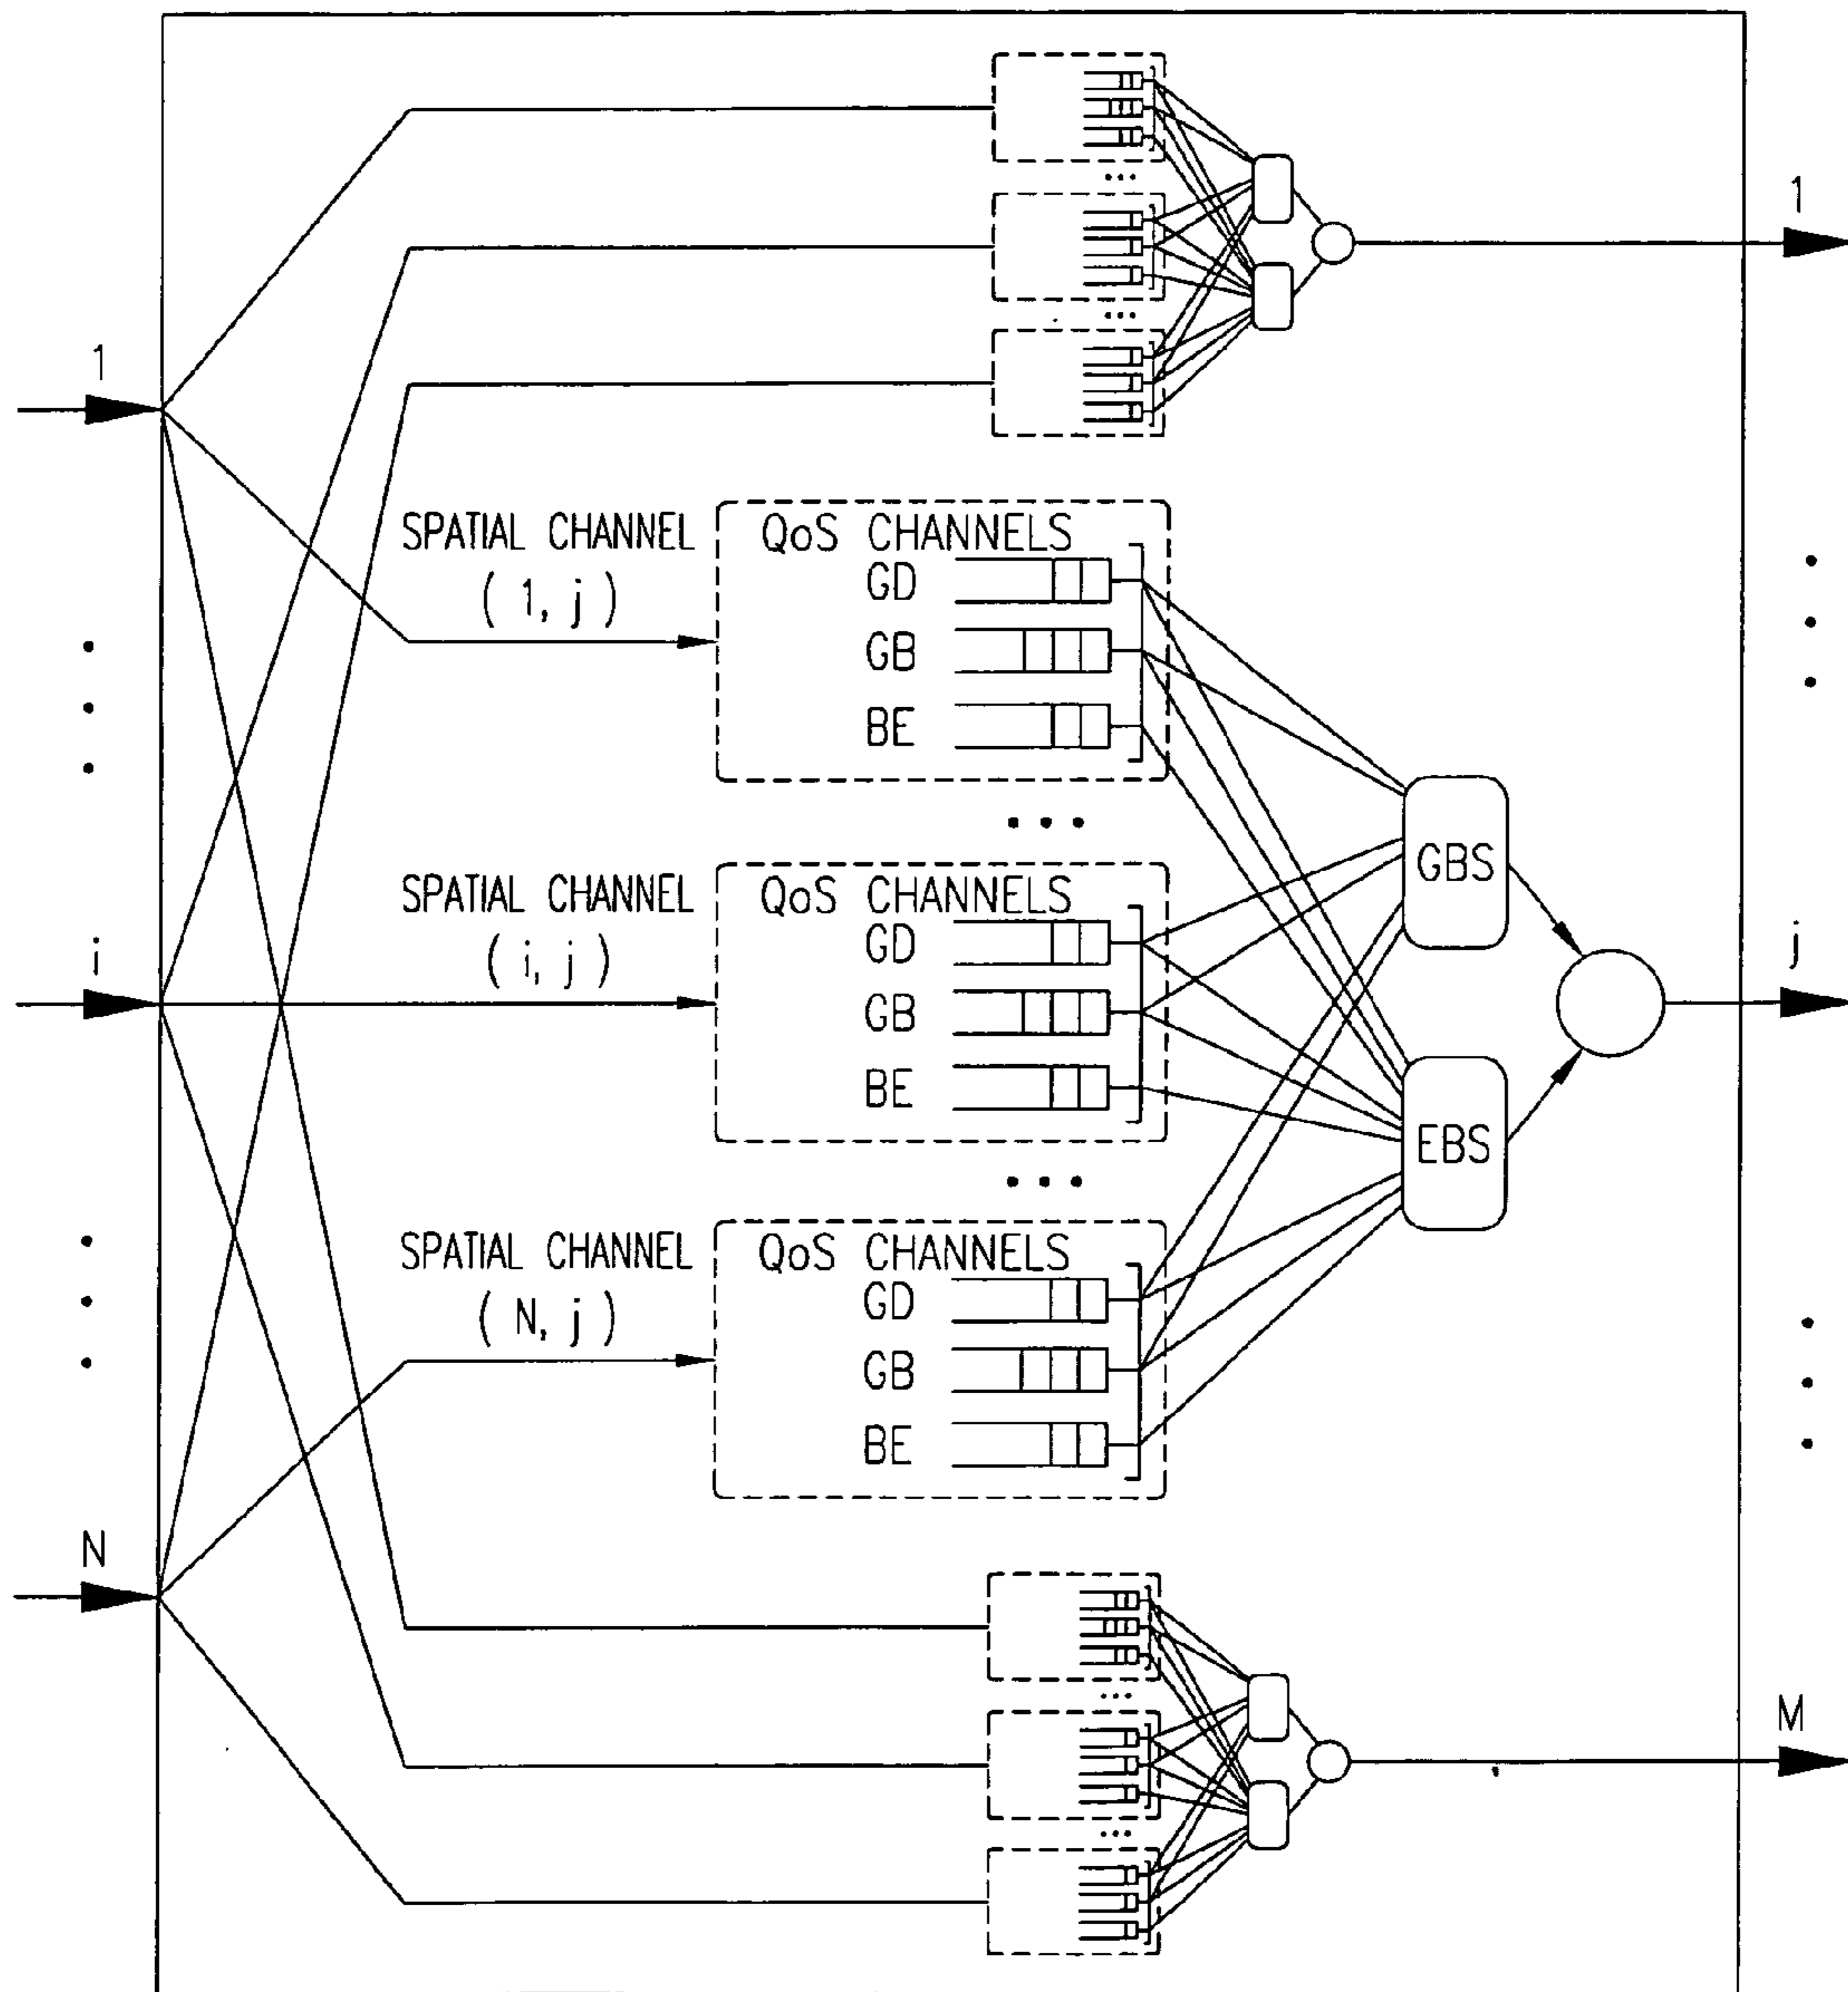 1
1
SPATIAL CHANNEL
( 1, j )
QoS CHANNELS
GD
GB
BE
GBS
SPATIAL CHANNEL
( i, j )
QoS CHANNELS
GD
GB
BE
i
j
EBS
SPATIAL CHANNEL
( N, j )
QoS CHANNELS
GD
GB
BE
N
M